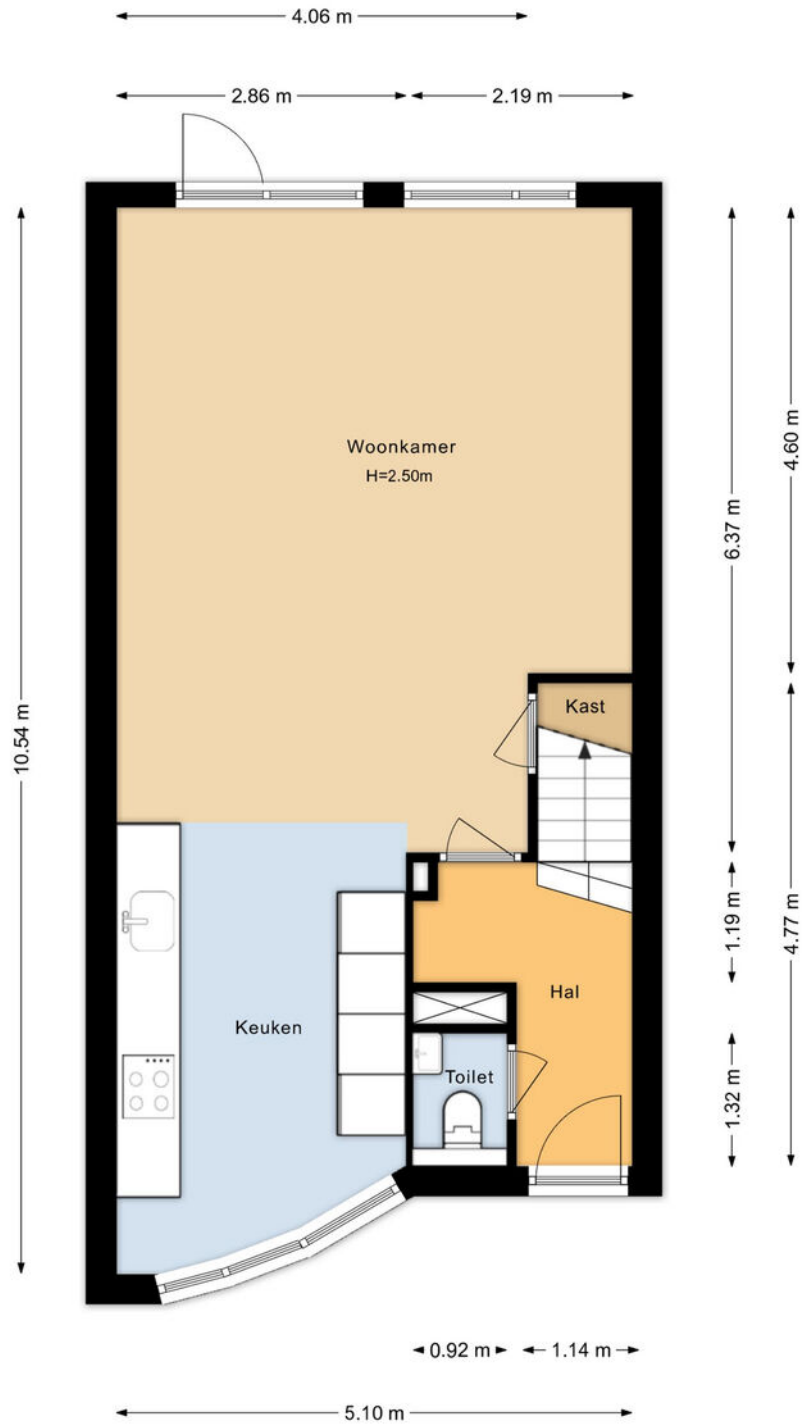 4.06 m
2.86 m
2.19 m
Woonkamer
H=2.50m
4.60 m
6.37 m
10.54 m
Kast
1.19 m
4.77 m
Hal
Keuken
Toilet
1.32 m
0.92 m
1.14 m
5.10 m